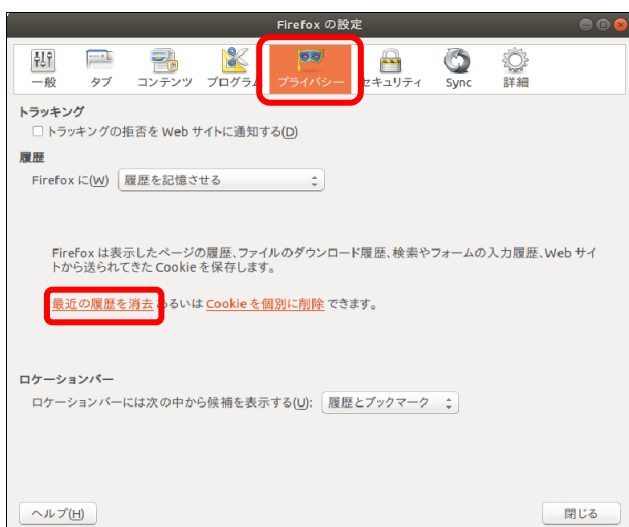 Firefox の設定
一般 タブ コンテンツ プログラム プライバシー セキュリティ Sync 詳細
トラッキング
トラッキングの拒否を Web サイトに通知する(D)
履歴
Firefox に(W) 履歴を記憶させる
Firefox は表示したページの履歴、ファイルのダウンロード履歴、検索やフォームの入力履歴、Web サイ
トから送られてきた Cookie を保存します。
最近の履歴を消去 あるいは Cookie を個別に削除 できます。
ロケーションバー
ロケーションバーには次の中から候補を表示する(U): 履歴とブックマーク
ヘルプ(H) 閉じる